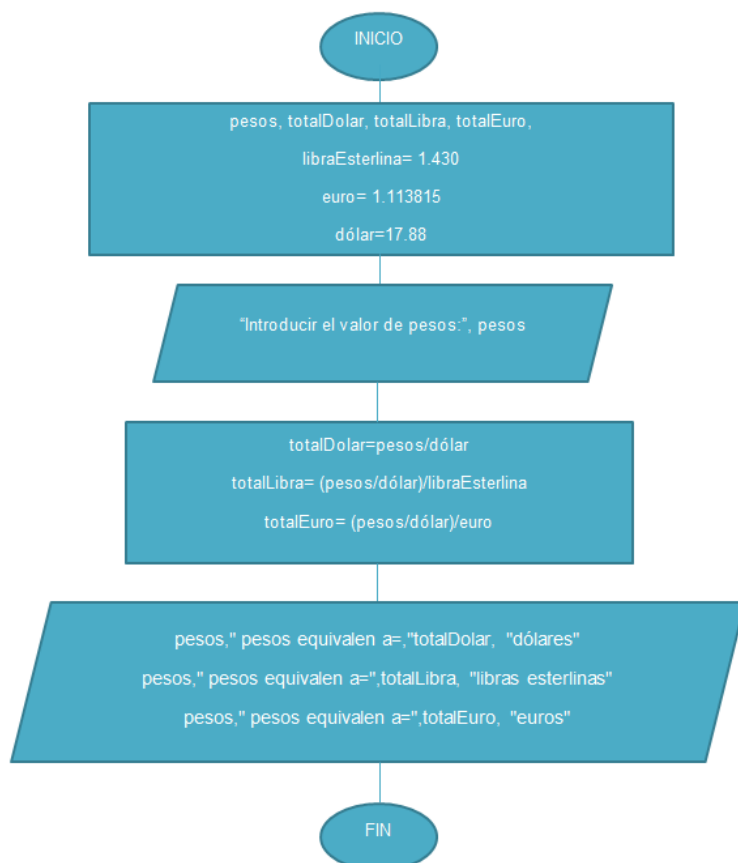 INICIO
pesos, totalDolar, totalLibra, totalEuro,
libraEsterlina= 1.430
euro= 1.113815
dólar=17.88
“Introducir el valor de pesos:”, pesos
totalDolar=pesos/dólar
totalLibra= (pesos/dólar)/libraEsterlina
totalEuro= (pesos/dólar)/euro
pesos," pesos equivalen a=,"totalDolar, "dólares"
pesos," pesos equivalen a=",totalLibra, "libras esterlinas"
pesos," pesos equivalen a=",totalEuro, "euros"
FIN